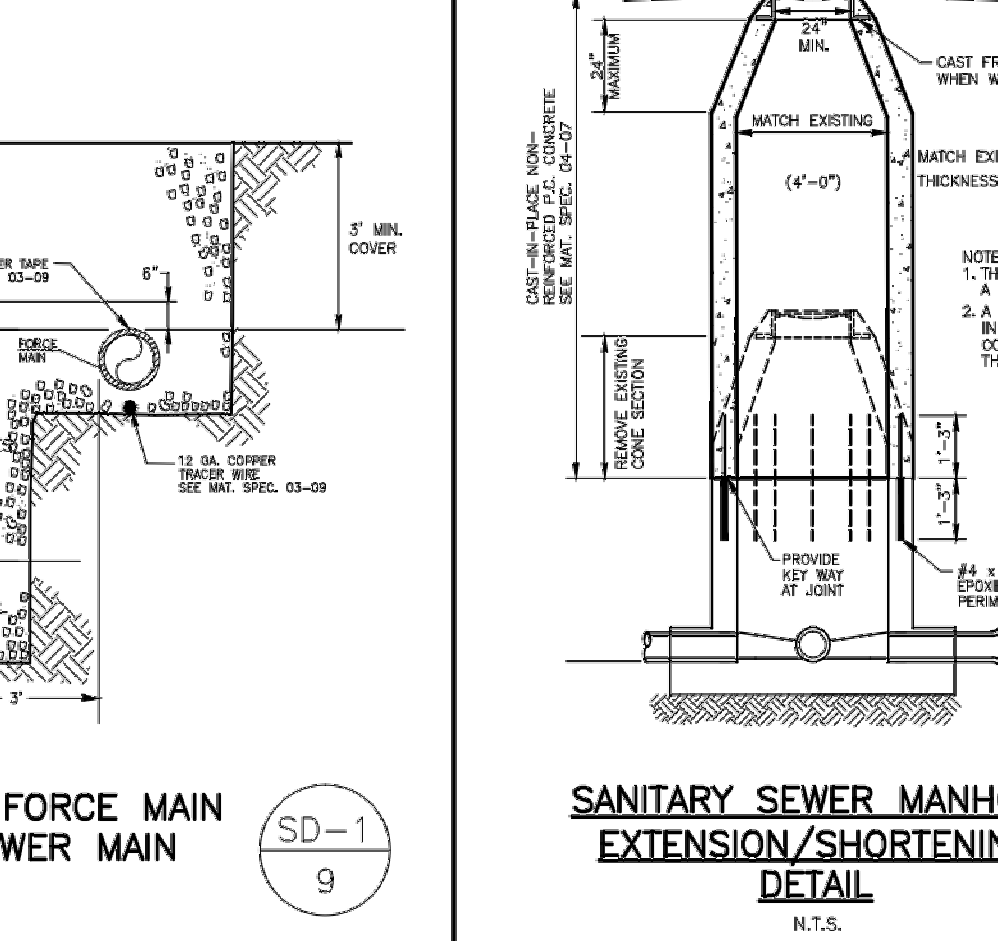 3' MIN.
COVER
ER TAPE
03-09
6"
FORCE
MAIN
12 GA. COPPER
TRACER WIRE
SEE MAT. SPEC. 03-09
3'
FORCE MAIN
WER MAIN
SD-1
9
24"
MIN.
24"
MAXIMUM
CAST FR
WHEN W
CAST-IN-PLACE NON-
REINFORCED P.C. CONCRETE
SEE MAT. SPEC. 04-07
MATCH EXISTING
(4'-0")
MATCH EXI
THICKNESS
NOTE
1. TH
A
2. A
IN
CO
TH
REMOVE EXISTING
CONE SECTION
1'-3"
1'-3"
PROVIDE
KEY WAY
AT JOINT
#4 x
EPOXI
PERIM
SANITARY SEWER MANHO
EXTENSION/SHORTENIN
DETAIL
N.T.S.